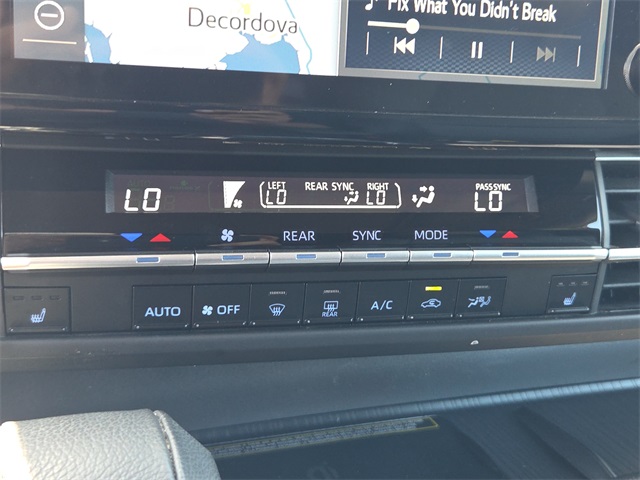 Decordova
Fix What You Didn't Break
LO
LEFT
LO
REAR SYNC
RIGHT
LO
PASS SYNC
LO
REAR
SYNC
MODE
AUTO
OFF
REAR
A/C